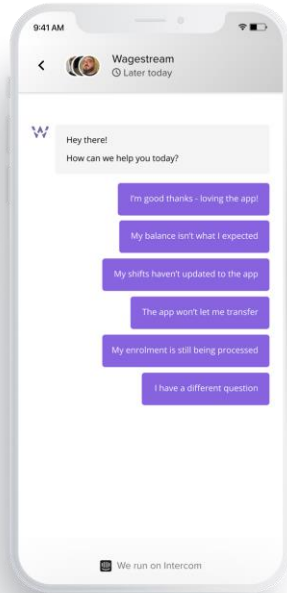 9:41 AM
Wagestream
Later today
Hey there!
How can we help you today?
I'm good thanks - loving the app!
My balance isn't what I expected
My shifts haven't updated to the app
The app won't let me transfer
My enrolment is still being processed
I have a different question
We run on Intercom